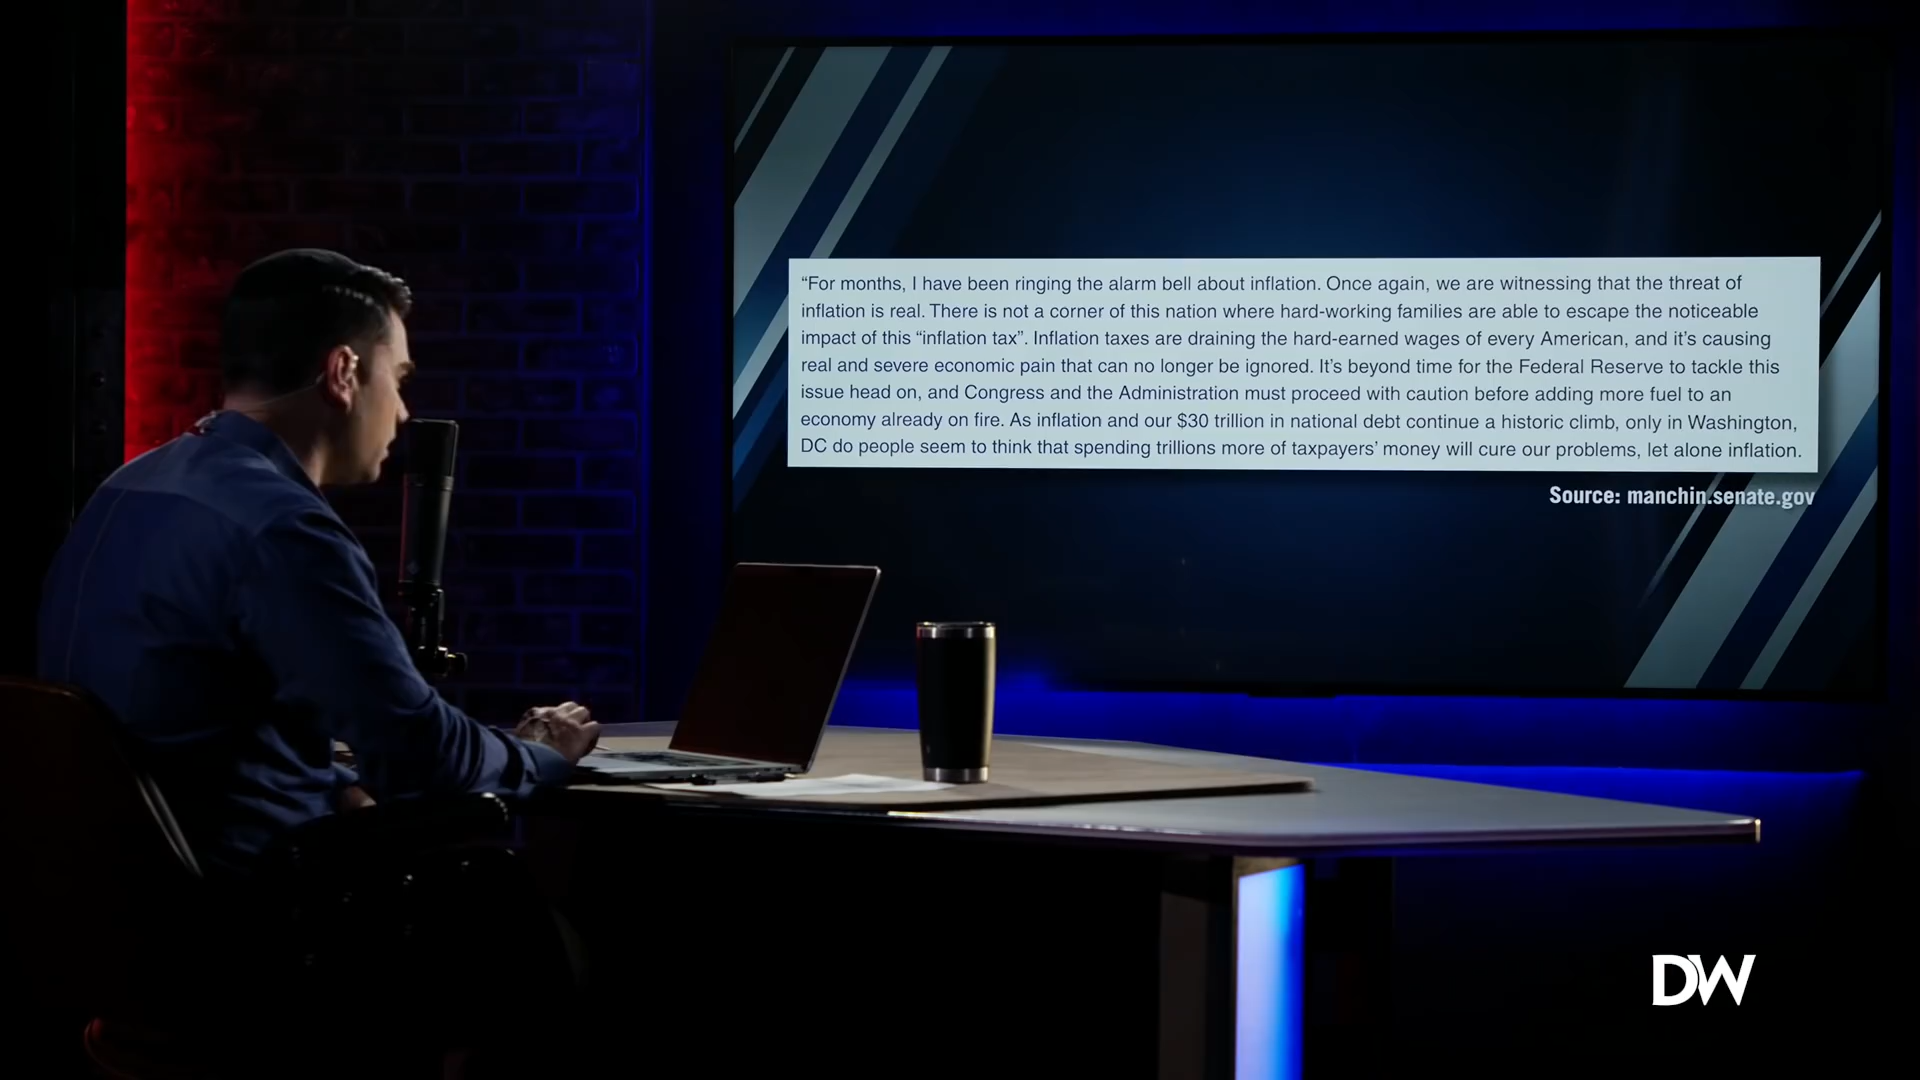 “For months, I have been ringing the alarm bell about inflation. Once again, we are witnessing that the threat of
inflation is real. There is not a corner of this nation where hard-working families are able to escape the noticeable
impact of this “inflation tax”. Inflation taxes are draining the hard-earned wages of every American, and it’s causing
real and severe economic pain that can no longer be ignored. It’s beyond time for the Federal Reserve to tackle this
issue head on, and Congress and the Administration must proceed with caution before adding more fuel to an
economy already on fire. As inflation and our $30 trillion in national debt continue a historic climb, only in Washington,
DC do people seem to think that spending trillions more of taxpayers’ money will cure our problems, let alone inflation.
Source: manchin.senate.gov
DW